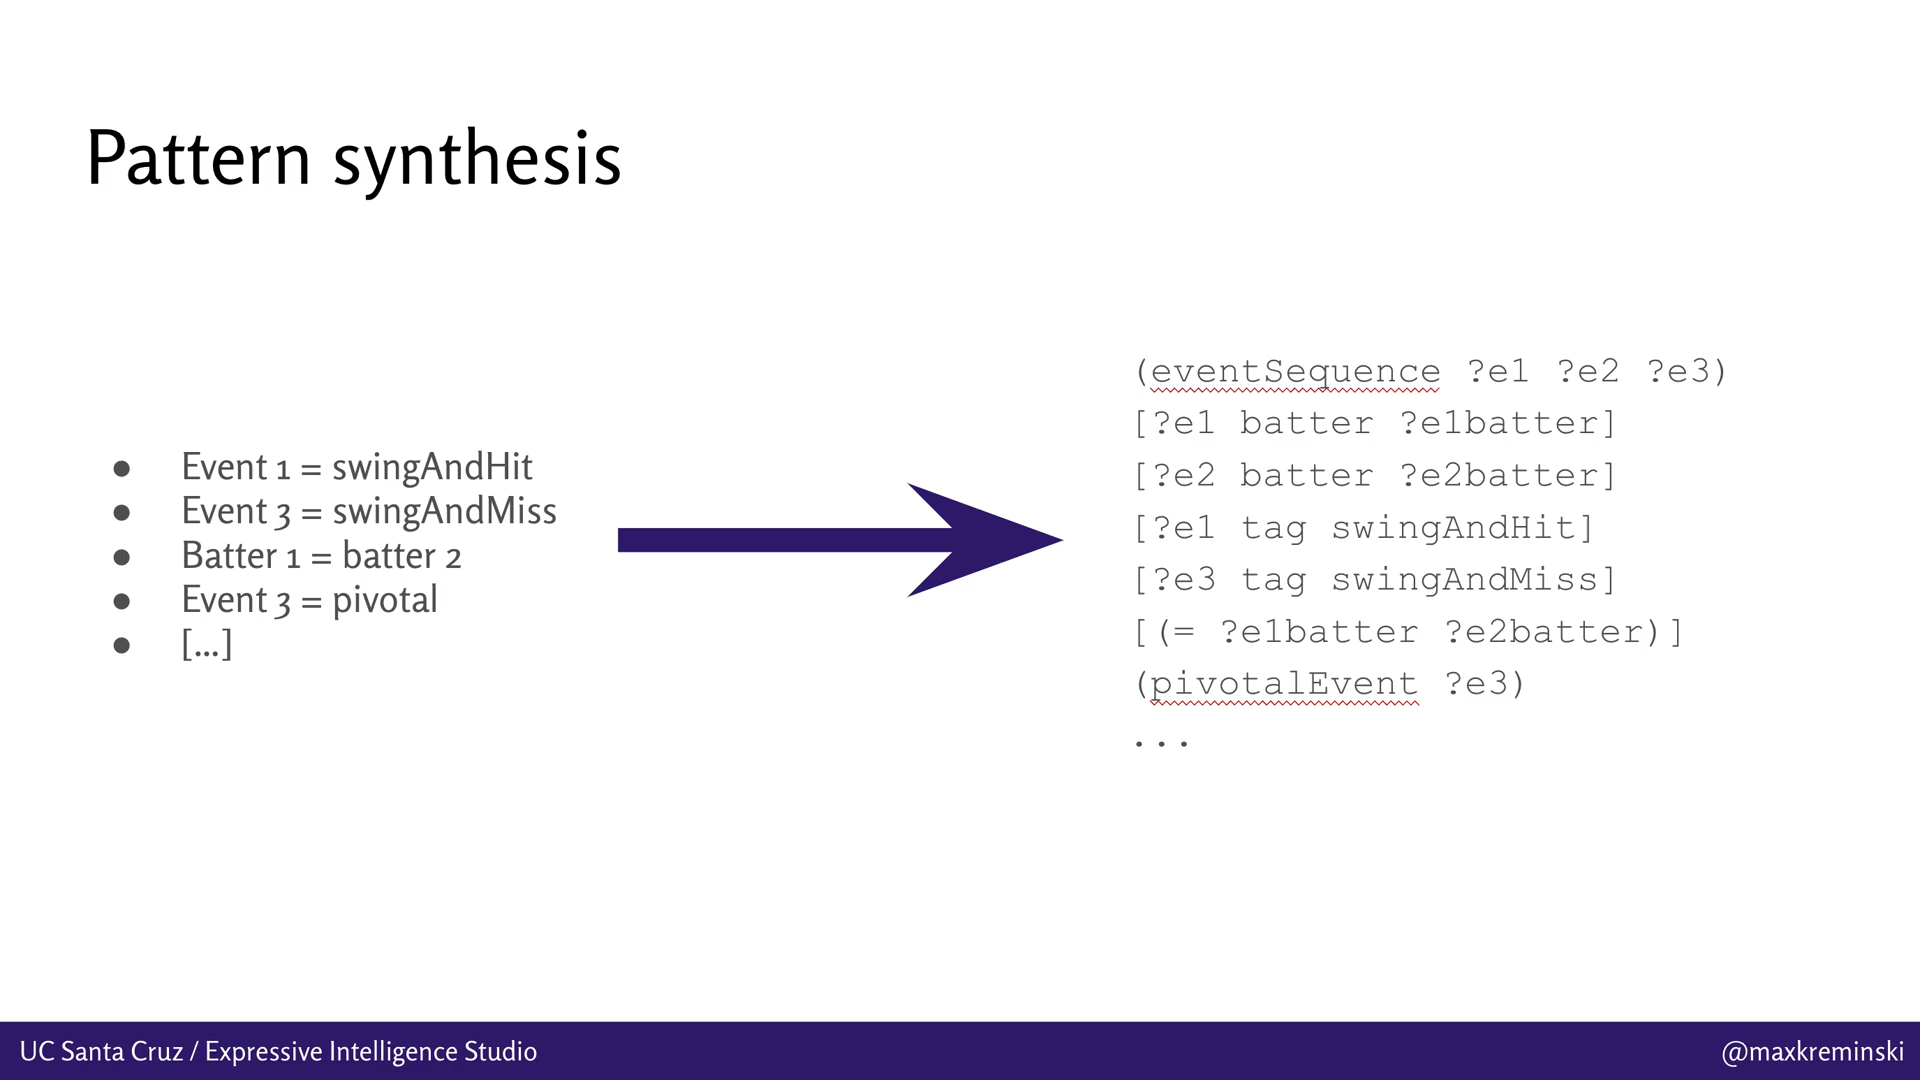 Pattern synthesis
● Event 1 = swingAndHit
● Event 3 = swingAndMiss
● Batter 1 = batter 2
● Event 3 = pivotal
● [...]
(eventSequence ?e1 ?e2 ?e3)
[?e1 batter ?e1batter]
[?e2 batter ?e2batter]
[?e1 tag swingAndHit]
[?e3 tag swingAndMiss]
[(= ?e1batter ?e2batter)]
(pivotalEvent ?e3)
...
UC Santa Cruz / Expressive Intelligence Studio
@maxkreminski